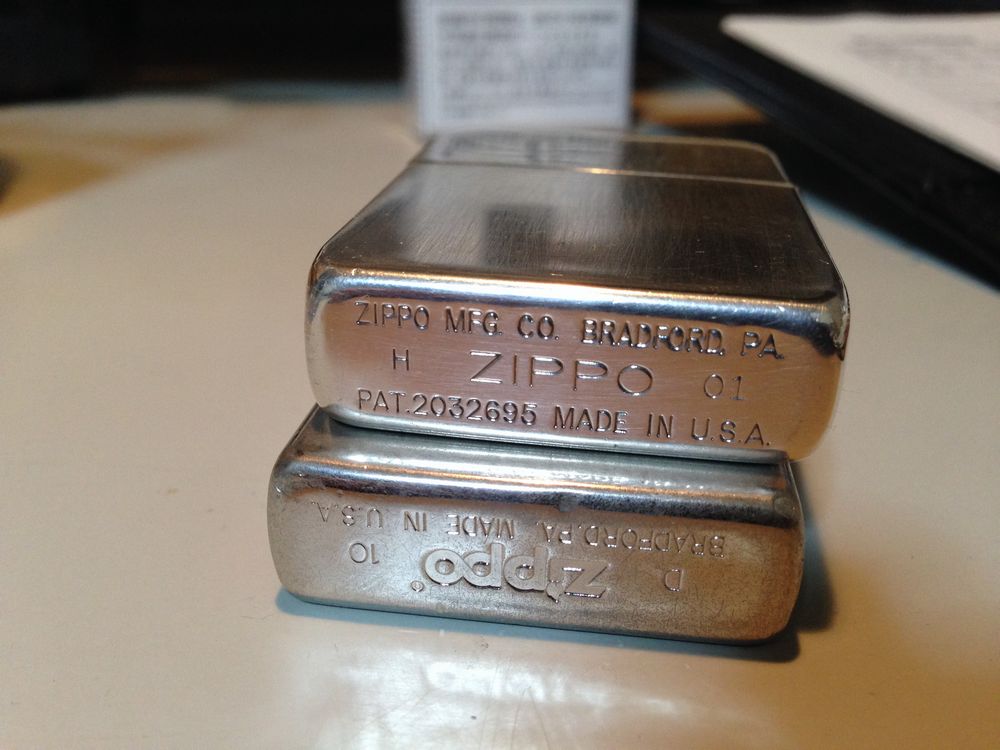 ZIPPO MFG. CO. BRADFORD, PA.
H ZIPPO 01
PAT.2032695 MADE IN U.S.A.
D zippo® 10
BRADFORD,PA. MADE IN U.S.A.